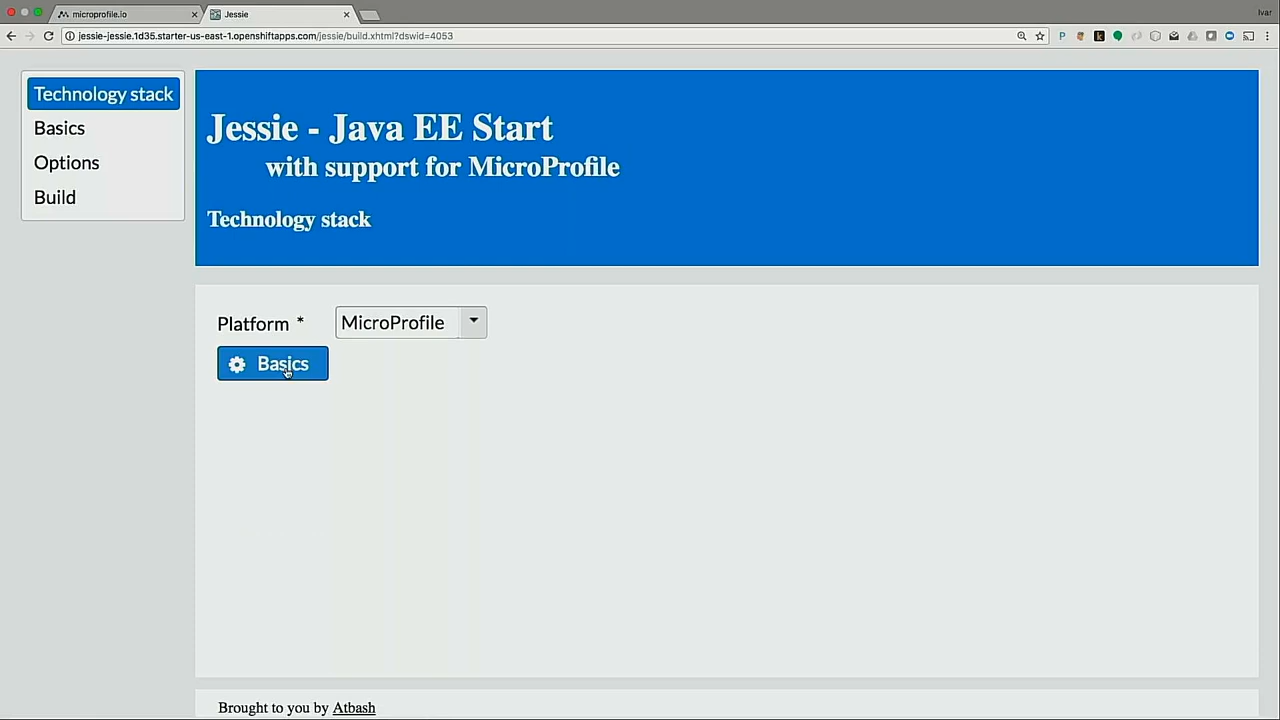 microprofile.io
Jessie
Ivar
jessie-jessie.1d35.starter-us-east-1.openshiftapps.com/jessie/build.xhtml?dswid=4053
Technology stack
Basics
Options
Build
Jessie - Java EE Start
with support for MicroProfile
Technology stack
Platform *
MicroProfile
Basics
Brought to you by Atbash